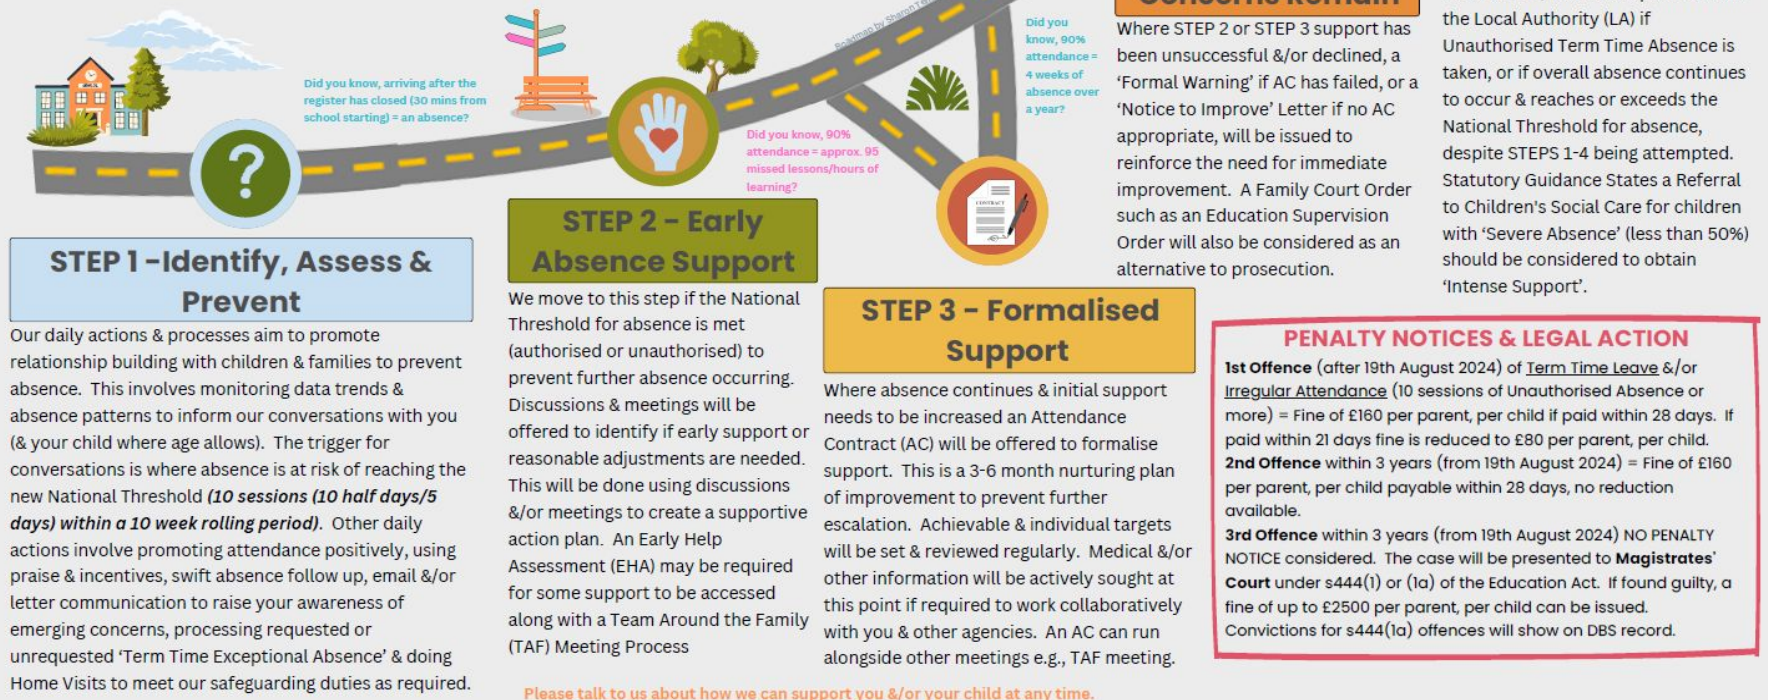 Did you know, arriving after the
register has closed (30 mins from
school starting) = an absence?
Roadmap by Sharon
Did you know, 90%
attendance = approx. 95
missed lessons/hours of
learning?
Did you
know, 90%
attendance =
4 weeks of
absence over
a year?
STEP 1 -Identify, Assess &
Prevent
Our daily actions & processes aim to promote
relationship building with children & families to prevent
absence. This involves monitoring data trends &
absence patterns to inform our conversations with you
(& your child where age allows). The trigger for
conversations is where absence is at risk of reaching the
new National Threshold (10 sessions (10 half days/5
days) within a 10 week rolling period). Other daily
actions involve promoting attendance positively, using
praise & incentives, swift absence follow up, email &/or
letter communication to raise your awareness of
emerging concerns, processing requested or
unrequested 'Term Time Exceptional Absence' & doing
Home Visits to meet our safeguarding duties as required.
STEP 2 - Early
Absence Support
We move to this step if the National
Threshold for absence is met
(authorised or unauthorised) to
prevent further absence occurring.
Discussions & meetings will be
offered to identify if early support or
reasonable adjustments are needed.
This will be done using discussions
&/or meetings to create a supportive
action plan. An Early Help
Assessment (EHA) may be required
for some support to be accessed
along with a Team Around the Family
(TAF) Meeting Process
CONTRACT
STEP 3 - Formalised
Support
Where absence continues & initial support
needs to be increased an Attendance
Contract (AC) will be offered to formalise
support. This is a 3-6 month nurturing plan
of improvement to prevent further
escalation. Achievable & individual targets
will be set & reviewed regularly. Medical &/or
other information will be actively sought at
this point if required to work collaboratively
with you & other agencies. An AC can run
alongside other meetings e.g., TAF meeting.
Concerns Remain
Where STEP 2 or STEP 3 support has
been unsuccessful &/or declined, a
'Formal Warning' if AC has failed, or a
'Notice to Improve' Letter if no AC
appropriate, will be issued to
reinforce the need for immediate
improvement. A Family Court Order
such as an Education Supervision
Order will also be considered as an
alternative to prosecution.
the Local Authority (LA) if
Unauthorised Term Time Absence is
taken, or if overall absence continues
to occur & reaches or exceeds the
National Threshold for absence,
despite STEPS 1-4 being attempted.
Statutory Guidance States a Referral
to Children's Social Care for children
with 'Severe Absence' (less than 50%)
should be considered to obtain
'Intense Support'.
PENALTY NOTICES & LEGAL ACTION
1st Offence (after 19th August 2024) of Term Time Leave &/or
Irregular Attendance (10 sessions of Unauthorised Absence or
more) = Fine of £160 per parent, per child if paid within 28 days. If
paid within 21 days fine is reduced to £80 per parent, per child.
2nd Offence within 3 years (from 19th August 2024) = Fine of £160
per parent, per child payable within 28 days, no reduction
available.
3rd Offence within 3 years (from 19th August 2024) NO PENALTY
NOTICE considered. The case will be presented to Magistrates'
Court under s444(1) or (1a) of the Education Act. If found guilty, a
fine of up to £2500 per parent, per child can be issued.
Convictions for s444(1a) offences will show on DBS record.
Please talk to us about how we can support you &/or your child at any time.